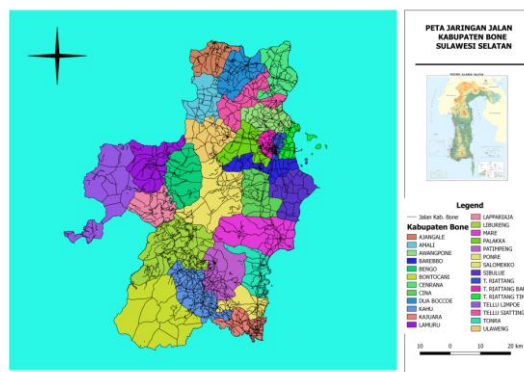 PETA JARINGAN JALAN
KABUPATEN BONE
SULAWESI SELATAN
Legend
Jalan Kab. Bone
Kabupaten Bone
AJANGALE
AMALI
AWANGPONE
BAREBBO
BENGO
BONTOCANI
CENRANA
CINA
DUA BOCCOE
KAHU
KAJUARA
LAMURU
LAPPARIAJA
LIBURENG
MARE
PALAKKA
PATIMPENG
PONRE
SALOMEKKO
SIBULUE
T. RIATTANG
T. RIATTANG BAR
T. RIATTANG TIM
TELLU LIMPOE
TELLU SIATTING
TONRA
ULAWENG
10 0 10 20 km